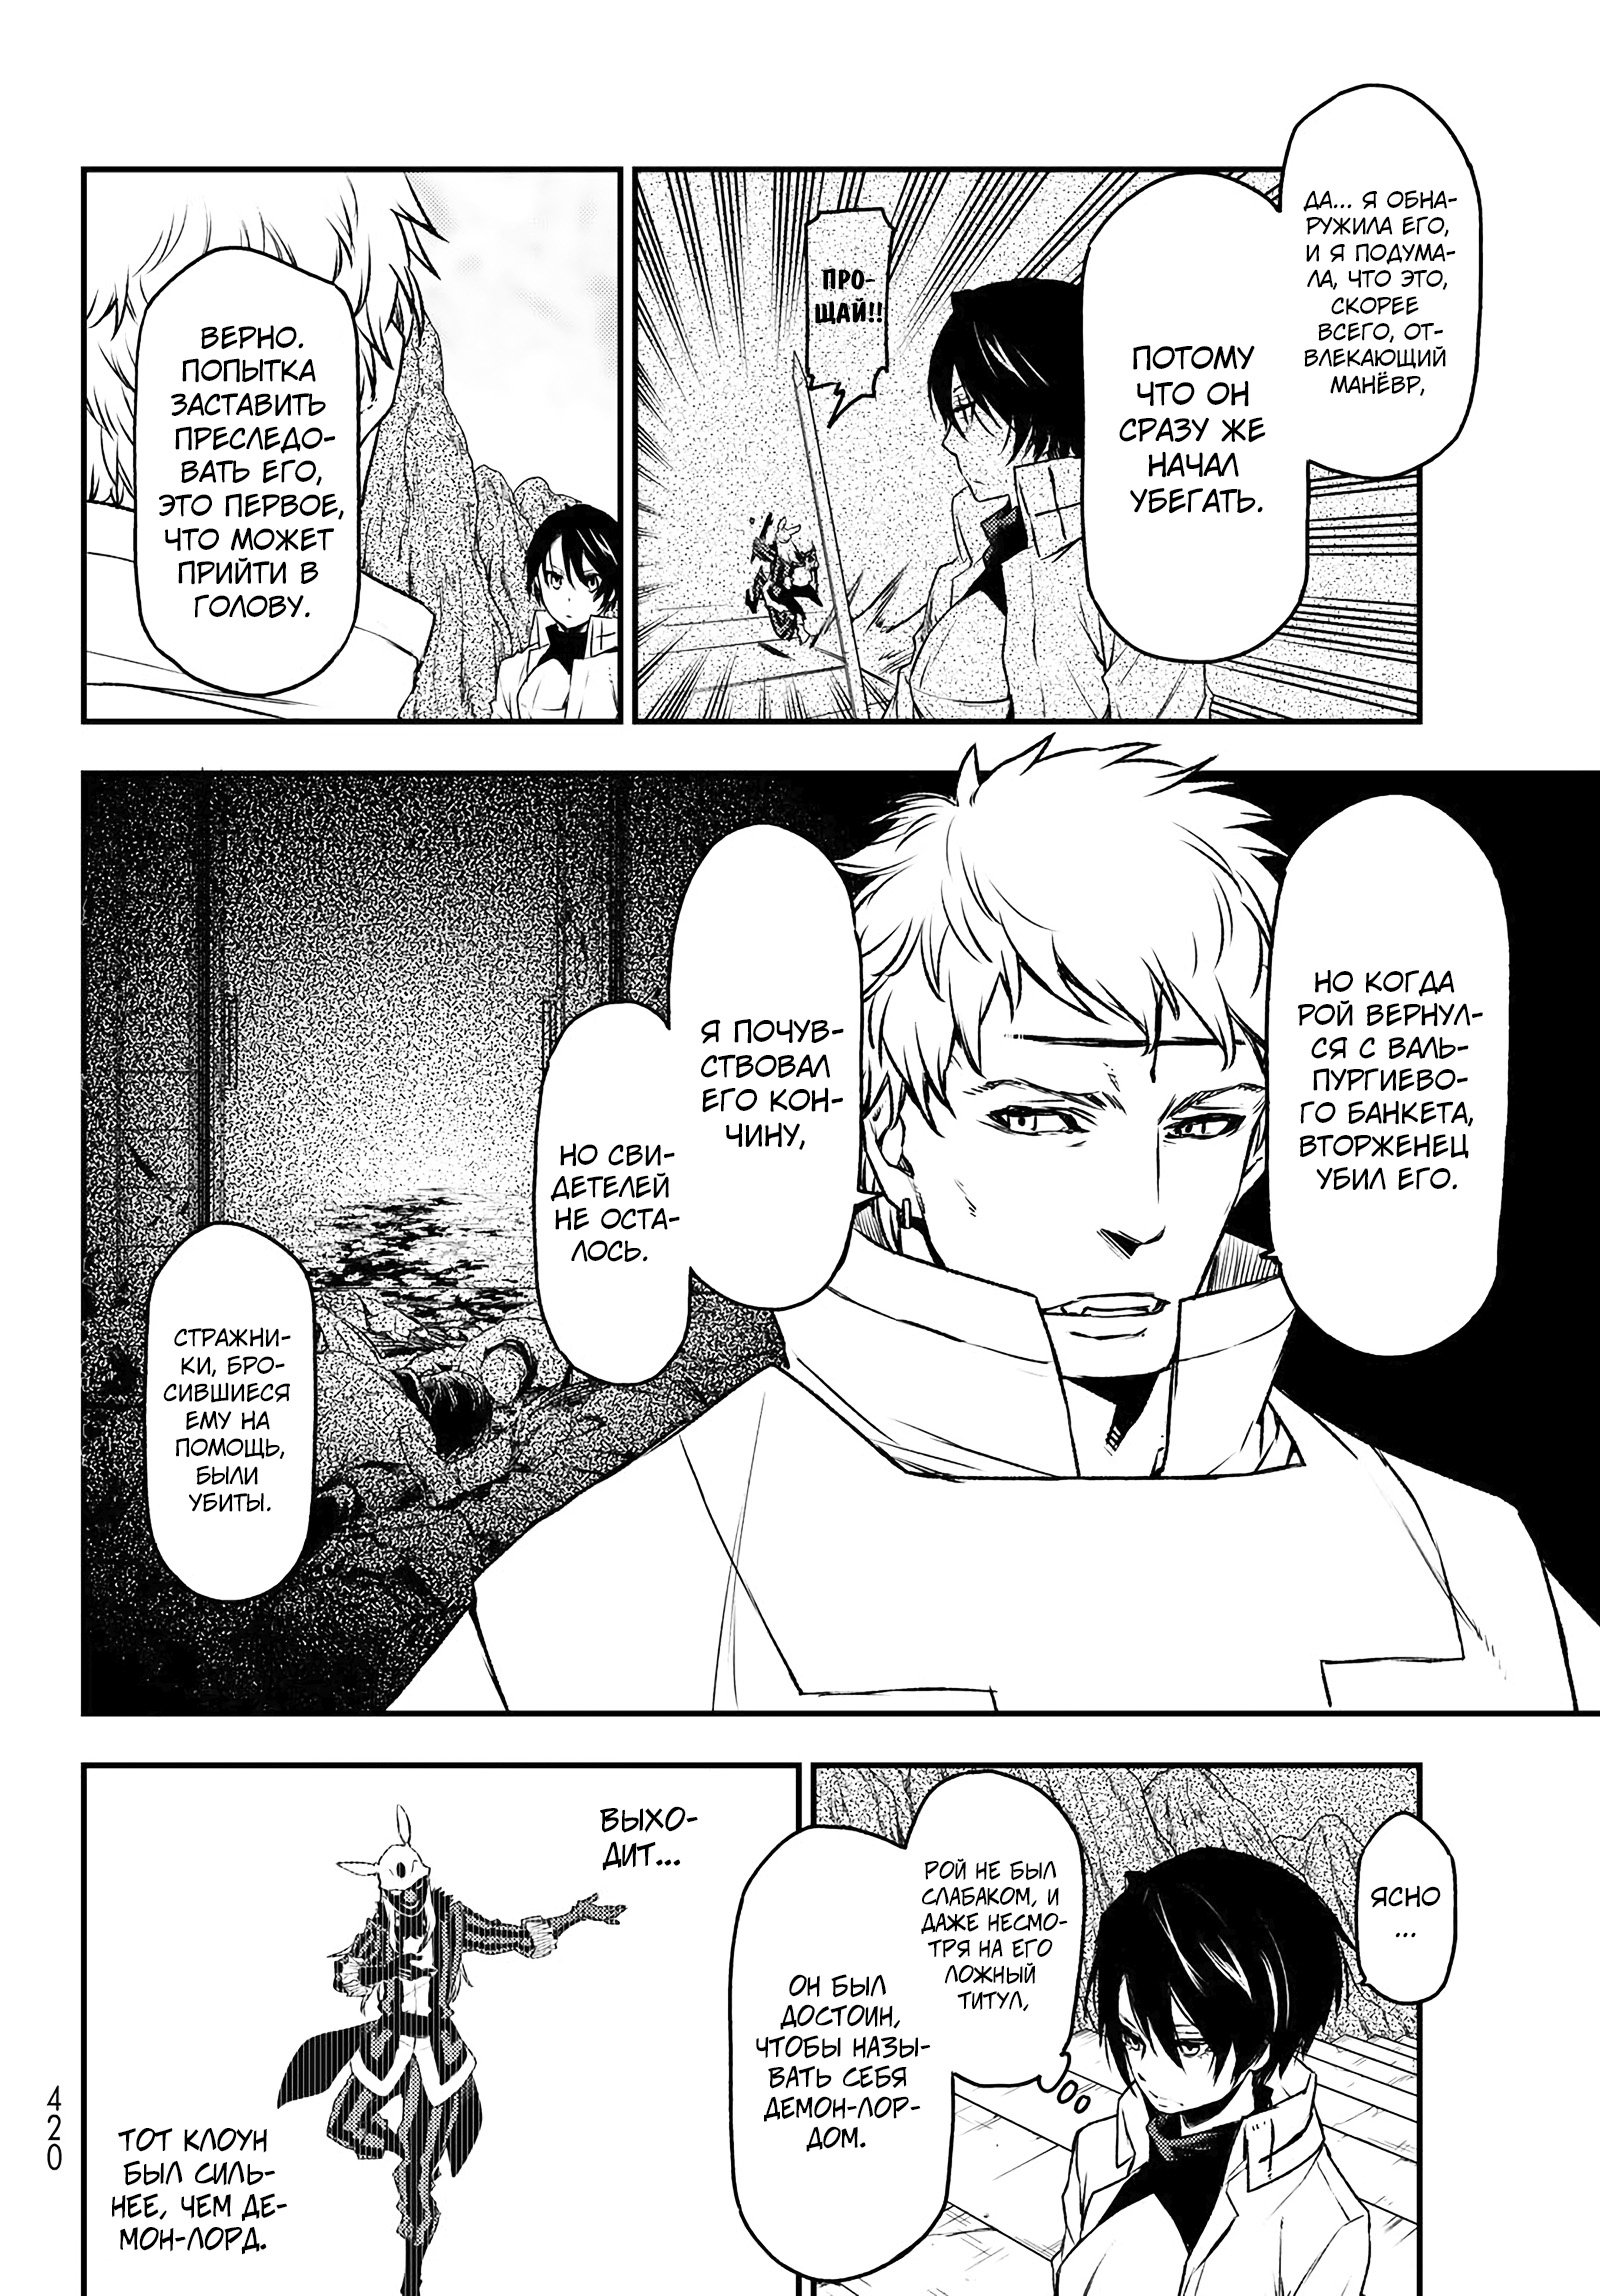 ДА... Я ОБНА-
РУЖИЛА ЕГО,
И Я ПОДУМА-
ЛА, ЧТО ЭТО,
СКОРЕЕ
ВСЕГО, ОТ-
ВЛЕКАЮЩИЙ
МАНЁВР,
ПОТОМУ
ЧТО ОН
СРАЗУ ЖЕ
НАЧАЛ
УБЕГАТЬ.
ПРО-
ЩАЙ!!
ВЕРНО.
ПОПЫТКА
ЗАСТАВИТЬ
ПРЕСЛЕДО-
ВАТЬ ЕГО,
ЭТО ПЕРВОЕ,
ЧТО МОЖЕТ
ПРИЙТИ В
ГОЛОВУ.
НО КОГДА
РОЙ ВЕРНУЛ-
СЯ С ВАЛЬ-
ПУРГИЕВО-
ГО БАНКЕТА,
ВТОРЖЕНЕЦ
УБИЛ ЕГО.
Я ПОЧУВ-
СТВОВАЛ
ЕГО КОН-
ЧИНУ,
НО СВИ-
ДЕТЕЛЕЙ
НЕ ОСТА-
ЛОСЬ.
СТРАЖНИ-
КИ, БРО-
СИВШИЕСЯ
ЕМУ НА
ПОМОЩЬ,
БЫЛИ
УБИТЫ.
ЯСНО
...
РОЙ НЕ БЫЛ
СЛАБАКОМ, И
ДАЖЕ НЕСМО-
ТРЯ НА ЕГО
ЛОЖНЫЙ
ТИТУЛ,
ОН БЫЛ
ДОСТОИН,
ЧТОБЫ НАЗЫ-
ВАТЬ СЕБЯ
ДЕМОН-ЛОР-
ДОМ.
ВЫХО-
ДИТ...
ТОТ КЛОУН
БЫЛ СИЛЬ-
НЕЕ, ЧЕМ ДЕ-
МОН-ЛОРД.
420